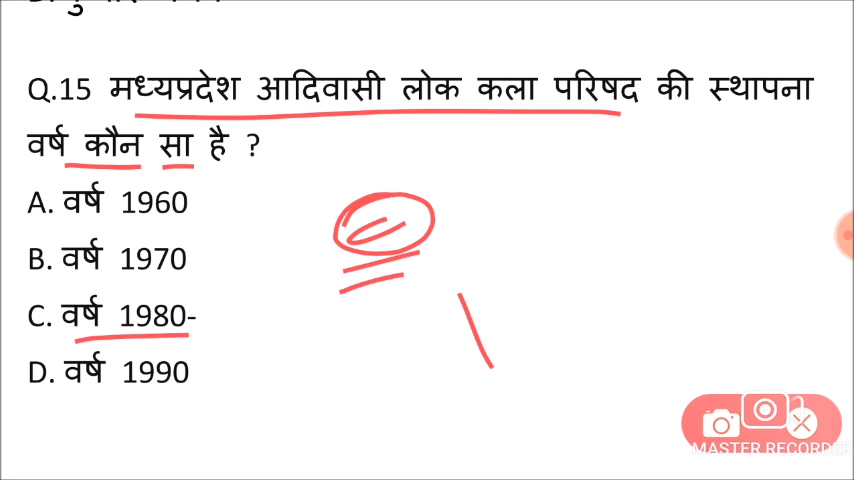 Q.15 मध्यप्रदेश आदिवासी लोक कला परिषद की स्थापना
वर्ष कौन सा है ?
A. वर्ष 1960
B. वर्ष 1970
C. वर्ष 1980-
D. वर्ष 1990
MASTER RECORDER